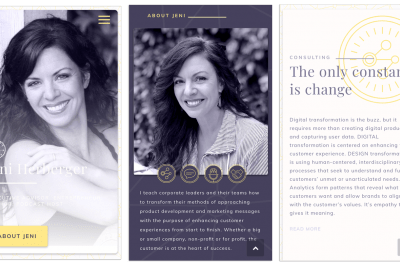 ABOUT JENI
ABOUT JENI
I teach corporate leaders and their teams how
to transform their methods of approaching
product development and marketing messages
with the purpose of enhancing customer
experiences from start to finish. Whether a big
or small company, non-profit or for profit, the
customer is at the heart of success.
CONSULTING
The only constan
is change
Digital transformation is the buzz, but it
requires more than creating digital produ
and capturing user data. DIGITAL
transformation is centered on enhancing
customer experience. DESIGN transforma
is using human-centered, interdisciplinary
processes that seek to understand and fu
customers' unmet or unarticulated needs.
Analytics form patterns that reveal what
customers want and allow brands to align
with the customer's values. It's empathy t
gives it meaning.
READ MORE